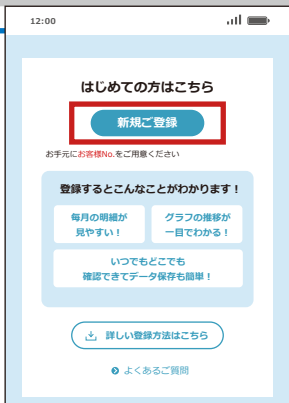 12:00
はじめての方はこちら
新規ご登録
お手元にお客様No.をご用意ください
登録するとこんなことがわかります！
毎月の明細が
見やすい！
グラフの推移が
一目でわかる！
いつでもどこでも
確認できてデータ保存も簡単！
詳しい登録方法はこちら
よくあるご質問